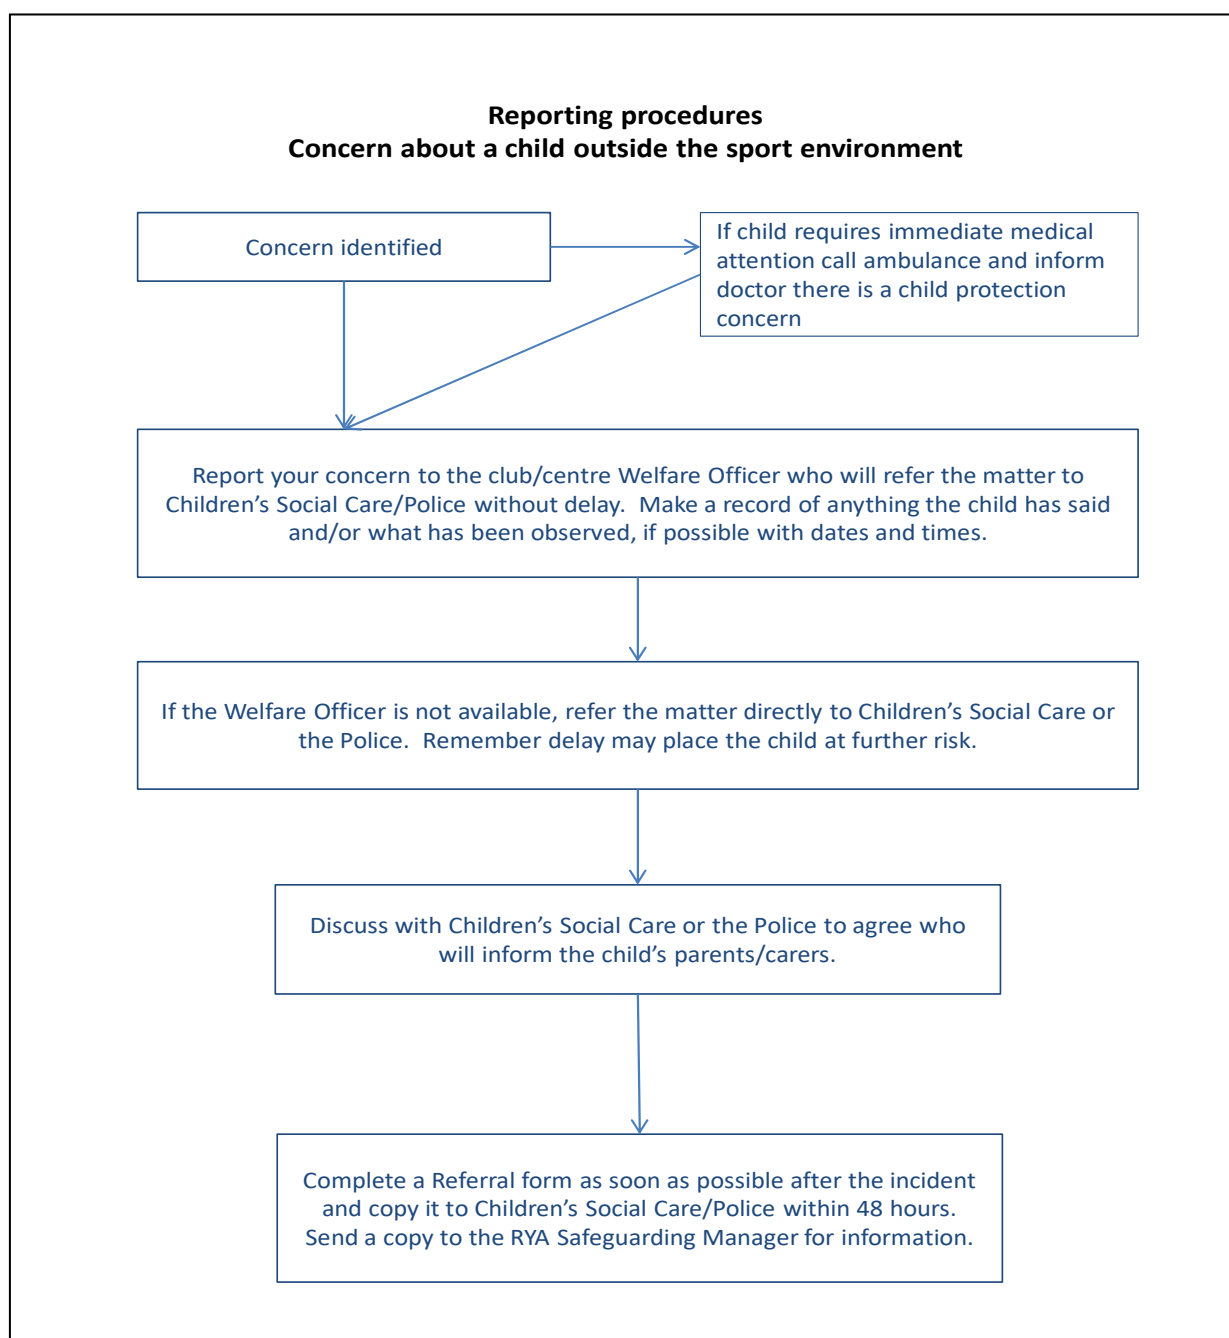 Reporting procedures
Concern about a child outside the sport environment
Concern identified
If child requires immediate medical
attention call ambulance and inform
doctor there is a child protection
concern
Report your concern to the club/centre Welfare Officer who will refer the matter to
Children’s Social Care/Police without delay.  Make a record of anything the child has said
and/or what has been observed, if possible with dates and times.
If the Welfare Officer is not available, refer the matter directly to Children’s Social Care or
the Police.  Remember delay may place the child at further risk.
Discuss with Children’s Social Care or the Police to agree who
will inform the child’s parents/carers.
Complete a Referral form as soon as possible after the incident
and copy it to Children’s Social Care/Police within 48 hours.
Send a copy to the RYA Safeguarding Manager for information.